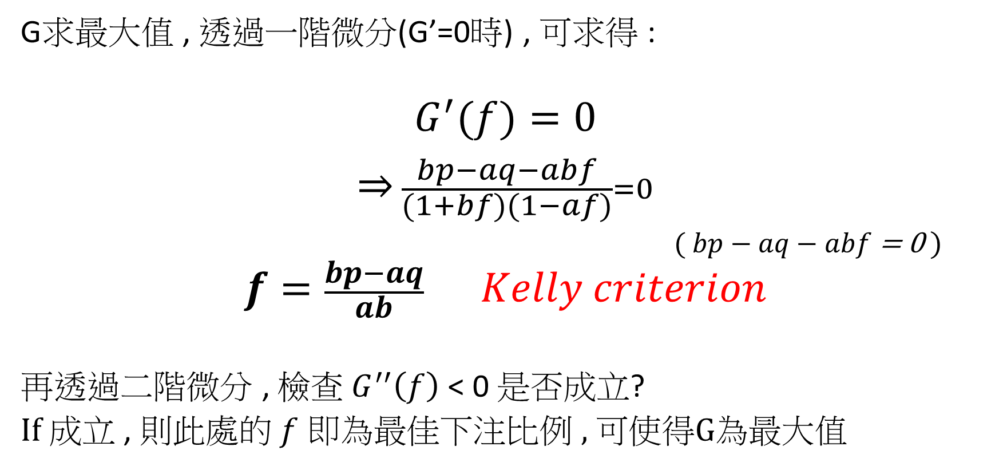 G求最大值 , 透過一階微分(G’=0時) , 可求得 :
G′(f) = 0
⇒ \frac{bp−aq−abf}{(1+bf)(1−af)}=0
( bp − aq − abf = 0 )
f = \frac{bp−aq}{ab} Kelly criterion
再透過二階微分 , 檢查 G′′(f) < 0 是否成立?
If 成立 , 則此處的 f 即為最佳下注比例 , 可使得G為最大值